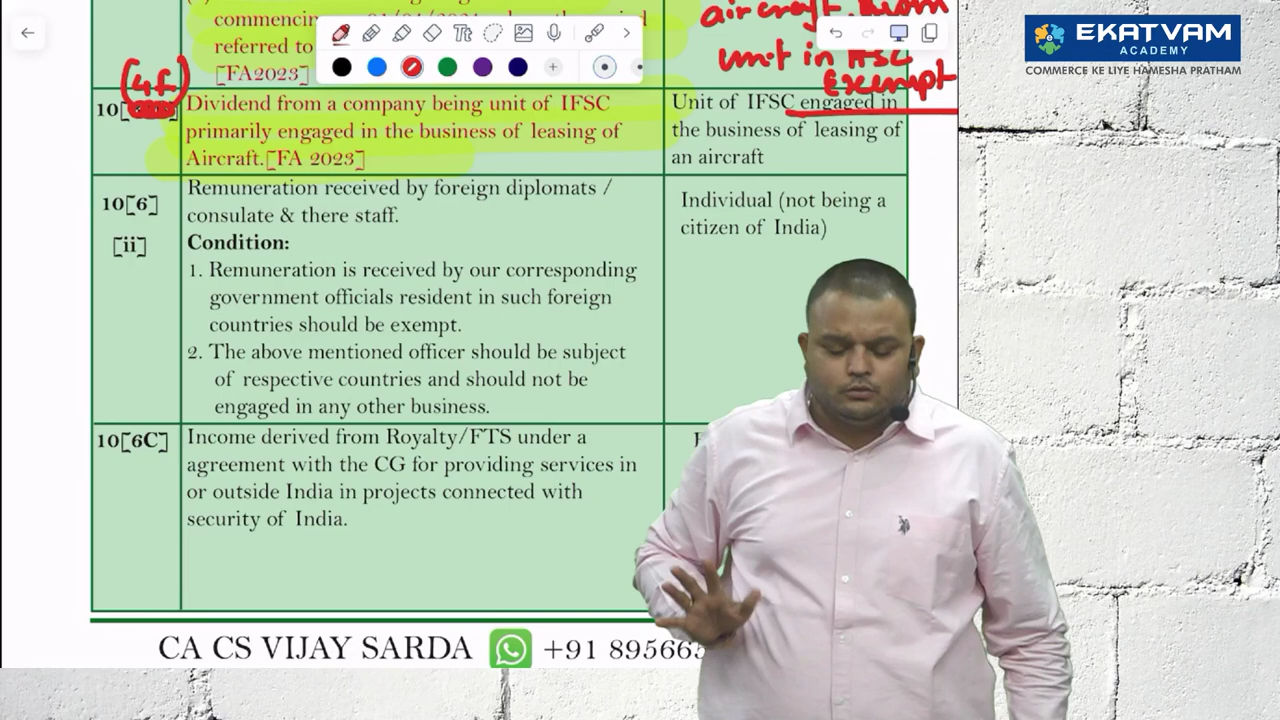 commencing
referred to
[FA2023]
aircraft from
unit in
Exempt
Tt
EKATVAM
ACADEMY
COMMERCE KE LIYE HAMESHA PRATHAM
(4F)
10[
Dividend from a company being unit of IFSC
primarily engaged in the business of leasing of
Aircraft.[FA 2023]
Unit of IFSC engaged in
the business of leasing of
an aircraft
10[6]
[ii]
Remuneration received by foreign diplomats /
consulate & there staff.
Condition:
1. Remuneration is received by our corresponding
government officials resident in such foreign
countries should be exempt.
2. The above mentioned officer should be subject
of respective countries and should not be
engaged in any other business.
Individual (not being a
citizen of India)
10[6C]
Income derived from Royalty/FTS under a
agreement with the CG for providing services in
or outside India in projects connected with
security of India.
CA CS VIJAY SARDA +91 89566